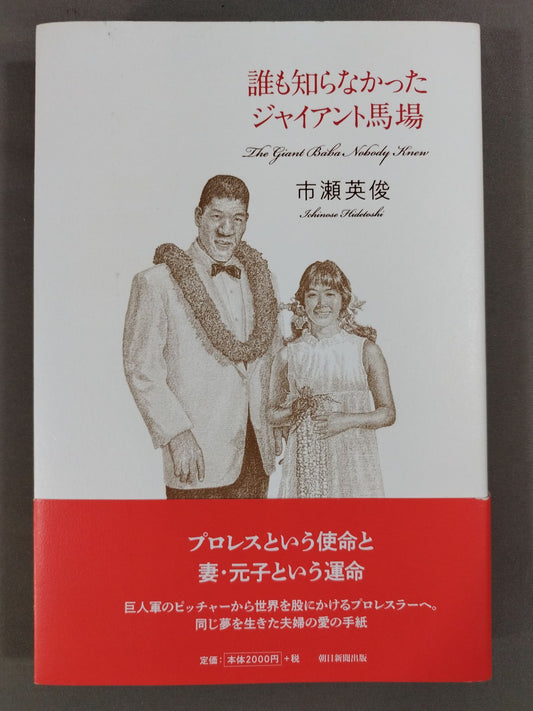 誰も知らなかった
ジャイアント馬場
The Giant Baba Nobody Knew
市瀬英俊
Ichinose Hidetoshi
プロレスという使命と
妻・元子という運命
巨人軍のピッチャーから世界を股にかけるプロレスラーへ。
同じ夢を生きた夫婦の愛の手紙
定価：本体2000円＋税 朝日新聞出版